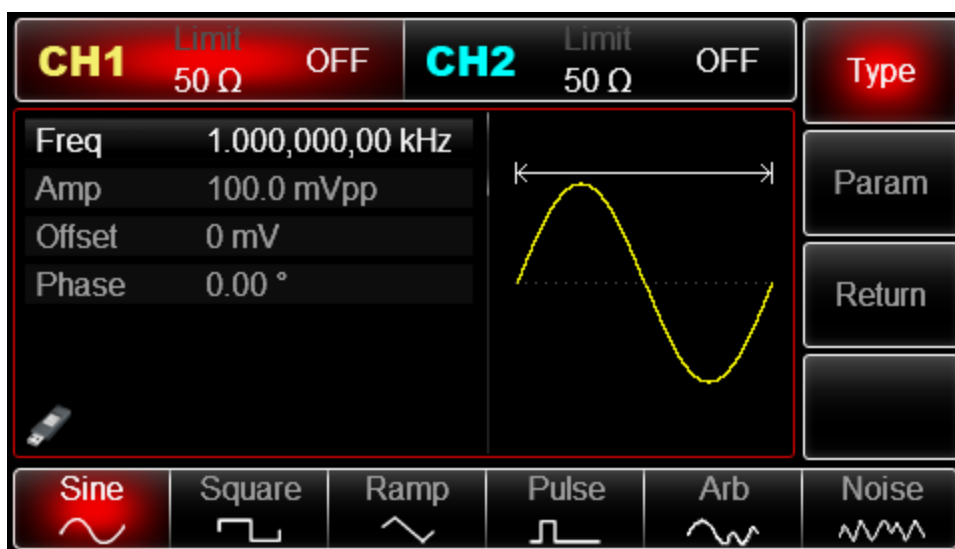 CH1 Limit 50 Ω OFF
CH2 Limit 50 Ω OFF
Type
Freq 1.000,000,00 kHz
Amp 100.0 mVpp
Offset 0 mV
Phase 0.00 °
Param
Return
Sine Square Ramp Pulse Arb Noise